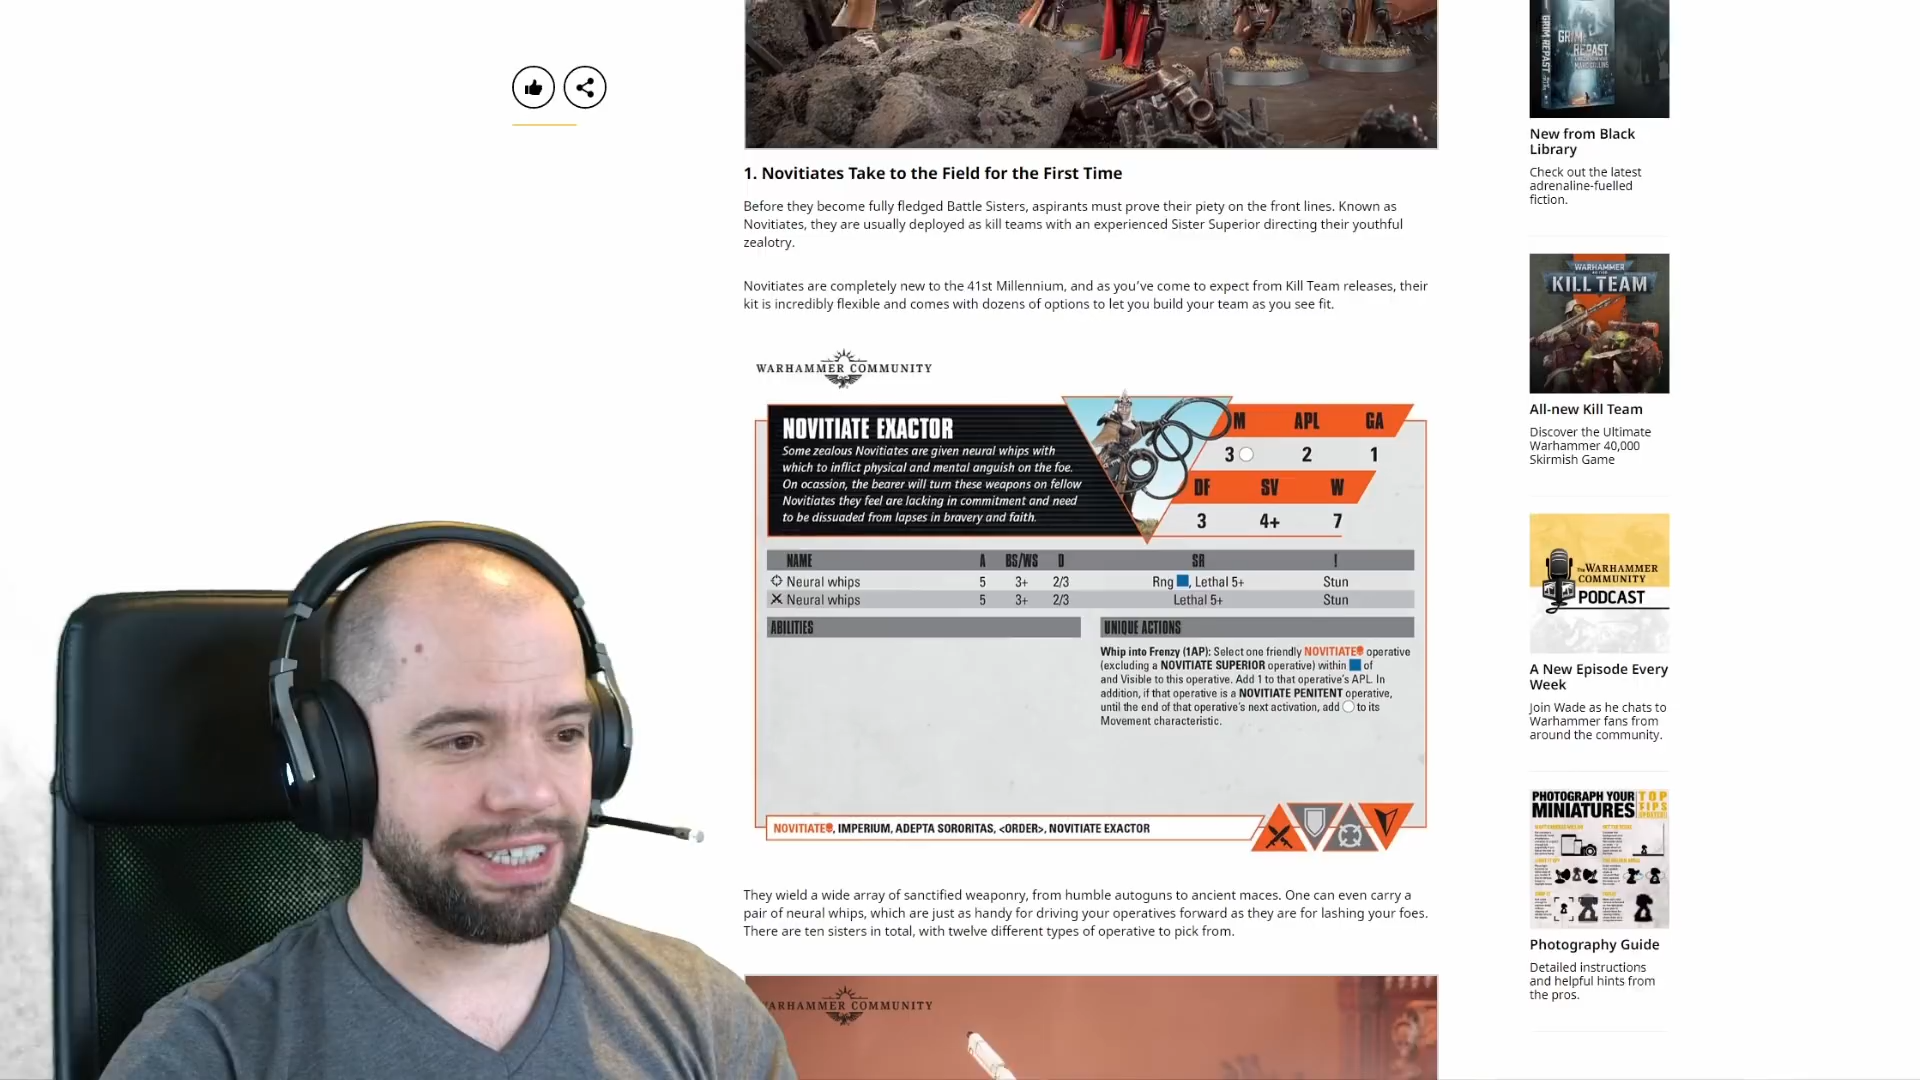 GRIM REPAST
GRIM
REPAST
New from Black
Library
Check out the latest
adrenaline-fuelled
fiction.
1. Novitiates Take to the Field for the First Time
Before they become fully fledged Battle Sisters, aspirants must prove their piety on the front lines. Known as
Novitiates, they are usually deployed as kill teams with an experienced Sister Superior directing their youthful
zealotry.
Novitiates are completely new to the 41st Millennium, and as you’ve come to expect from Kill Team releases, their
kit is incredibly flexible and comes with dozens of options to let you build your team as you see fit.
WARHAMMER COMMUNITY
NOVITIATE EXACTOR
Some zealous Novitiates are given neural whips with
which to inflict physical and mental anguish on the foe.
On ocassion, the bearer will turn these weapons on fellow
Novitiates they feel are lacking in commitment and need
to be dissuaded from lapses in bravery and faith.
M APL GA
3 2 1
DF SV W
3 4+ 7
NAME A BS/WS D SR !
Neural whips 5 3+ 2/3 Rng , Lethal 5+ Stun
Neural whips 5 3+ 2/3 Lethal 5+ Stun
ABILITIES
UNIQUE ACTIONS
Whip into Frenzy (1AP): Select one friendly NOVITIATE operative
(excluding a NOVITIATE SUPERIOR operative) within of
and Visible to this operative. Add 1 to that operative’s APL. In
addition, if that operative is a NOVITIATE PENITENT operative,
until the end of that operative’s next activation, add to its
Movement characteristic.
NOVITIATE, IMPERIUM, ADEPTA SORORITAS, <ORDER>, NOVITIATE EXACTOR
They wield a wide array of sanctified weaponry, from humble autoguns to ancient maces. One can even carry a
pair of neural whips, which are just as handy for driving your operatives forward as they are for lashing your foes.
There are ten sisters in total, with twelve different types of operative to pick from.
WARHAMMER COMMUNITY
WARHAMMER
KILL TEAM
All-new Kill Team
Discover the Ultimate
Warhammer 40,000
Skirmish Game
The WARHAMMER
COMMUNITY
PODCAST
A New Episode Every
Week
Join Wade as he chats to
Warhammer fans from
around the community.
PHOTOGRAPH YOUR
MINIATURES
TOP
TIPS
Photography Guide
Detailed instructions
and helpful hints from
the pros.